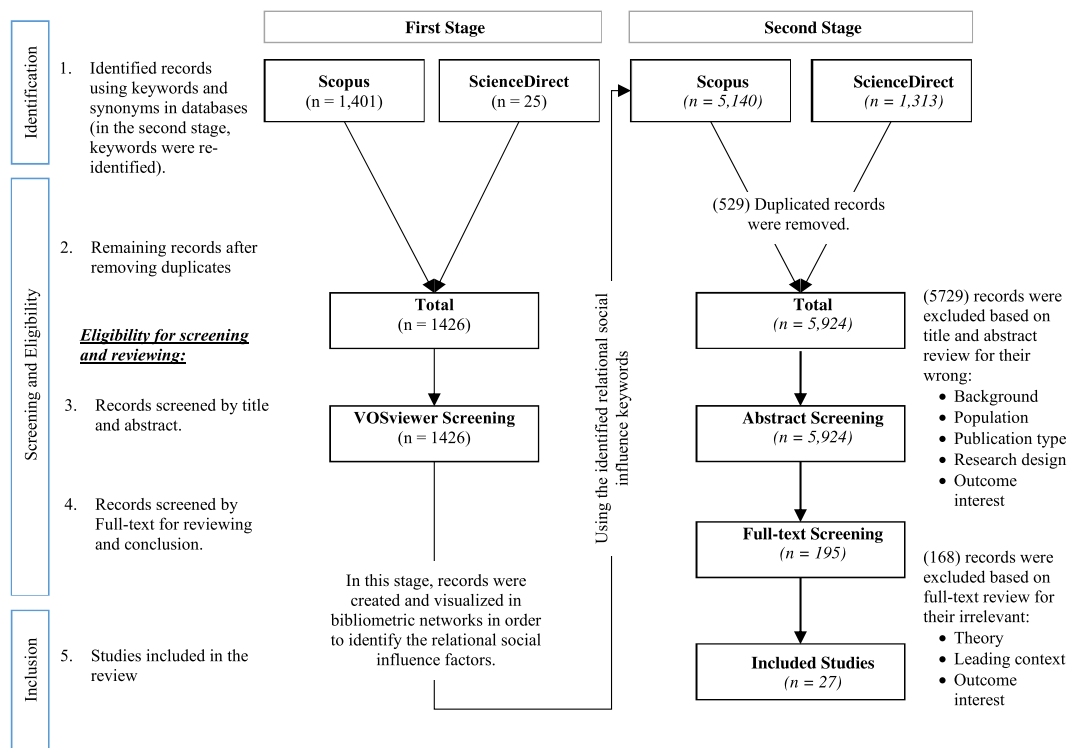 First Stage
Second Stage
Identification
1. Identified records
using keywords and
synonyms in databases
(in the second stage,
keywords were re-
identified).
Scopus
(n = 1,401)
ScienceDirect
(n = 25)
Scopus
(n = 5,140)
ScienceDirect
(n = 1,313)
(529) Duplicated records
were removed.
Screening and Eligibility
2. Remaining records after
removing duplicates
Total
(n = 1426)
Total
(n = 5,924)
(5729) records were
excluded based on
title and abstract
review for their
wrong:
• Background
• Population
• Publication type
• Research design
• Outcome
interest
Eligibility for screening
and reviewing:
3. Records screened by title
and abstract.
VOSviewer Screening
(n = 1426)
Using the identified relational social
influence keywords
Abstract Screening
(n = 5,924)
4. Records screened by
Full-text for reviewing
and conclusion.
Full-text Screening
(n = 195)
In this stage, records were
created and visualized in
bibliometric networks in order
to identify the relational social
influence factors.
(168) records were
excluded based on
full-text review for
their irrelevant:
• Theory
• Leading context
• Outcome
interest
Inclusion
5. Studies included in the
review
Included Studies
(n = 27)